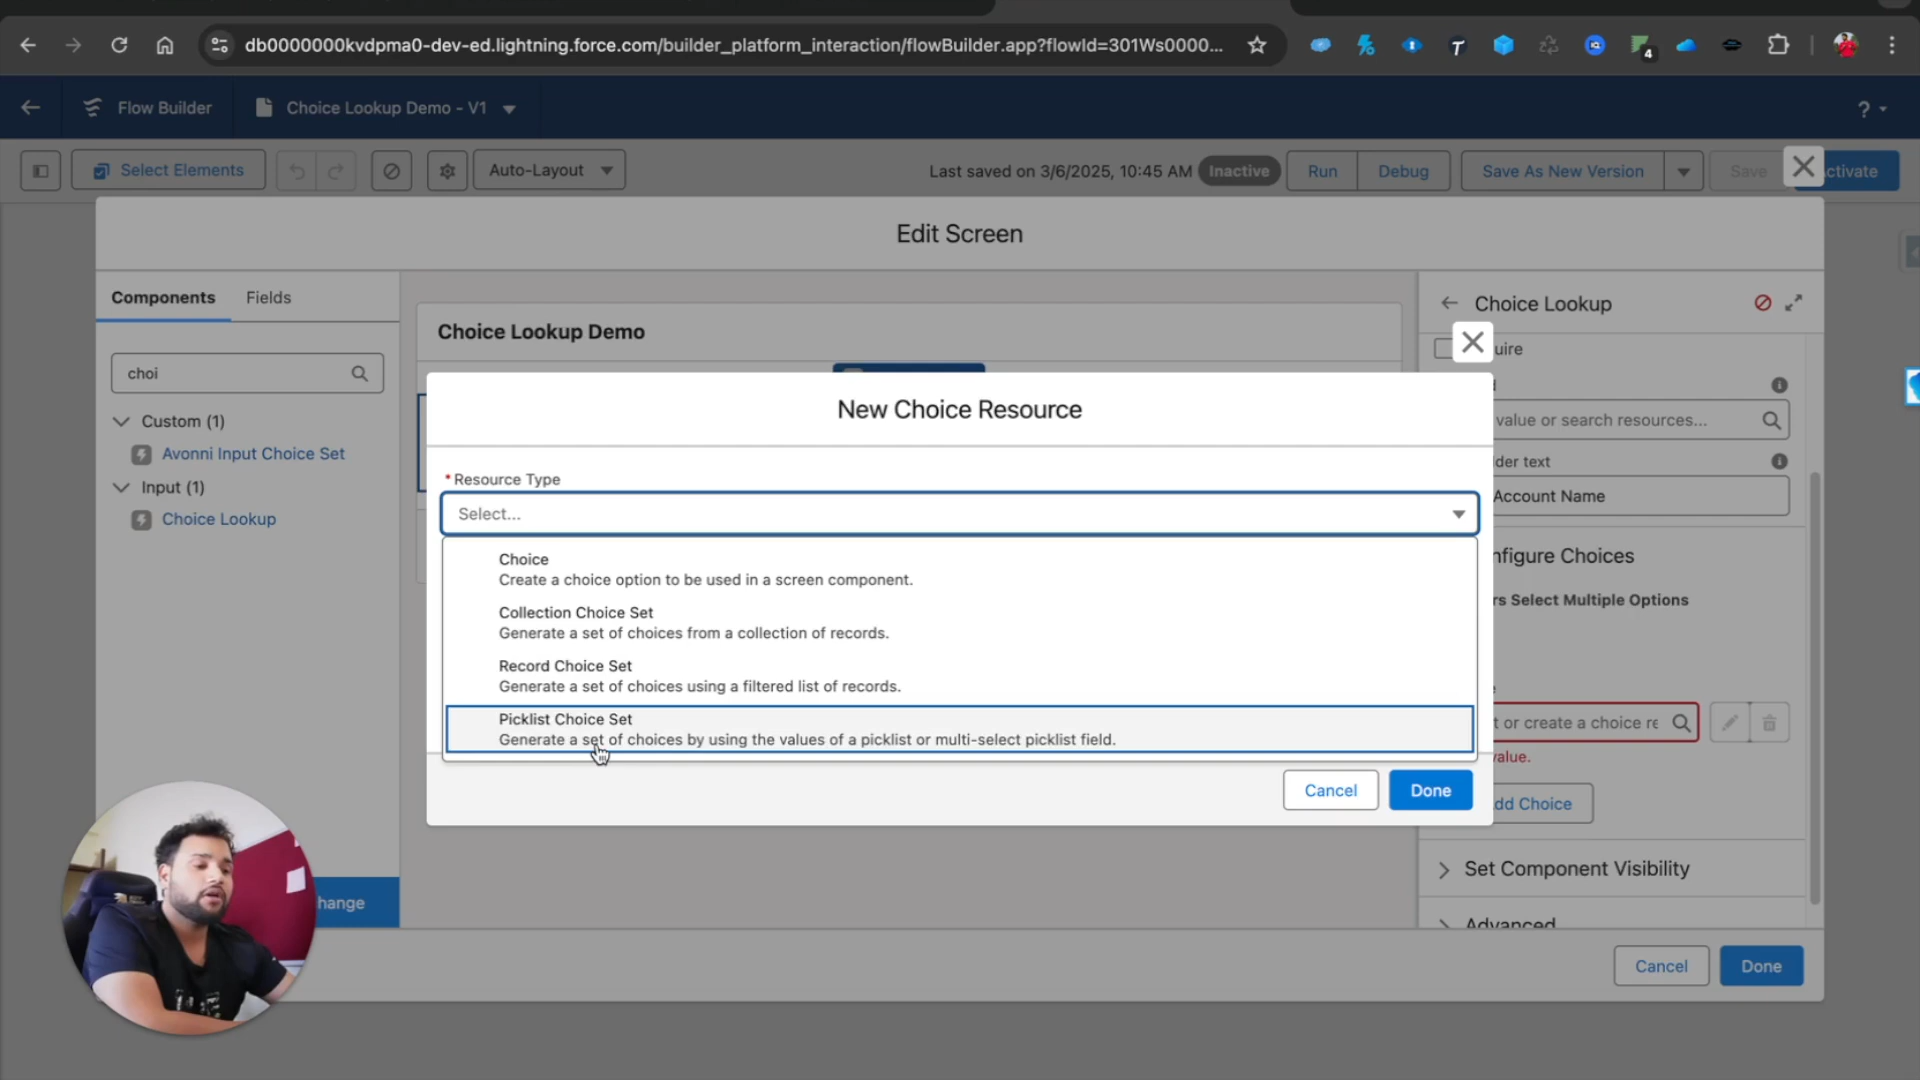 db0000000kvdpma0-dev-ed.lightning.force.com/builder_platform_interaction/flowBuilder.app?flowId=301Ws0000...
4
Flow Builder
Choice Lookup Demo - V1
?
Select Elements
Auto-Layout
Last saved on 3/6/2025, 10:45 AM
Inactive
Run
Debug
Save As New Version
Save
ctivate
Edit Screen
Components
Fields
choi
Custom (1)
Avonni Input Choice Set
Input (1)
Choice Lookup
hange
Choice Lookup Demo
New Choice Resource
* Resource Type
Select...
Choice
Create a choice option to be used in a screen component.
Collection Choice Set
Generate a set of choices from a collection of records.
Record Choice Set
Generate a set of choices using a filtered list of records.
Picklist Choice Set
Generate a set of choices by using the values of a picklist or multi-select picklist field.
Cancel
Done
Choice Lookup
uire
value or search resources...
der text
Account Name
nfigure Choices
rs Select Multiple Options
t or create a choice re
value.
dd Choice
Set Component Visibility
Advanced
Cancel
Done